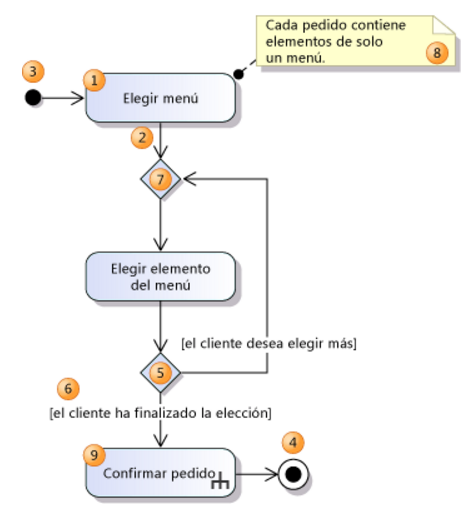 Cada pedido contiene
elementos de solo
un menú.
8
3
1
Elegir menú
2
7
Elegir elemento
del menú
[el cliente desea elegir más]
5
6
[el cliente ha finalizado la elección]
4
9
Confirmar pedido